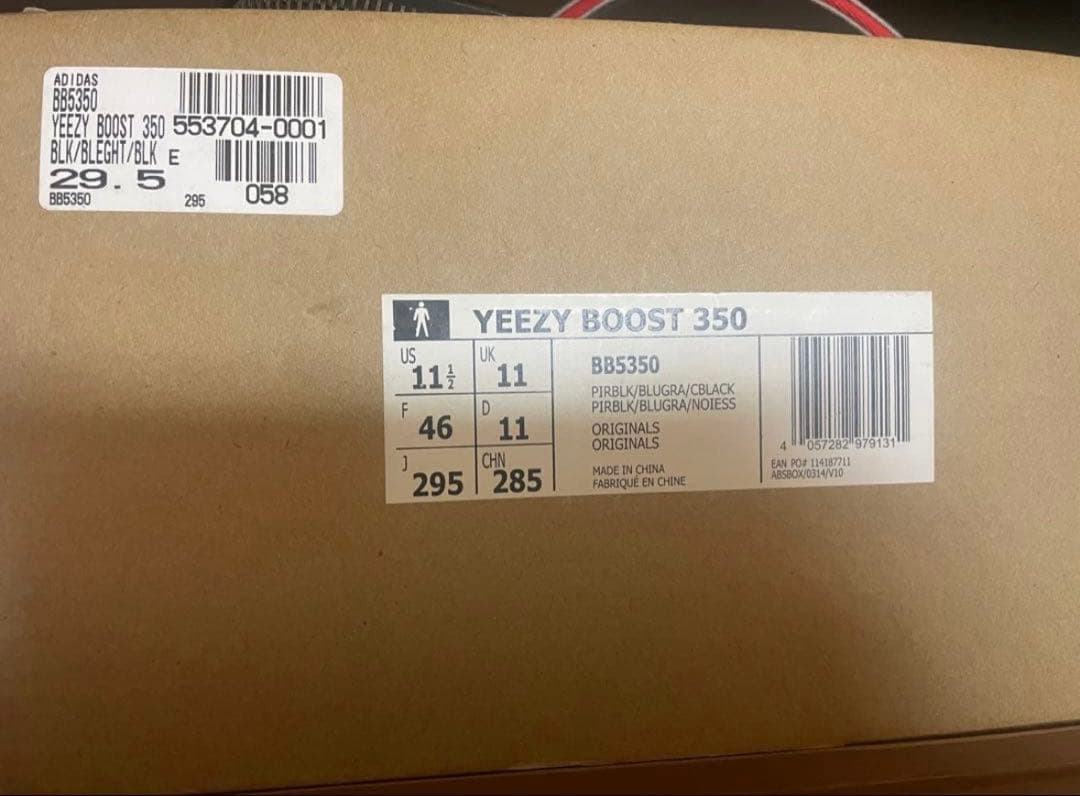 ADIDAS
BB5350
YEEZY BOOST 350 553704-0001
BLK/BLEGHT/BLK E
29.5 058
BB5350 295
YEEZY BOOST 350
US 11½ UK 11
F 46 D 11
J 295 CHN 285
BB5350
PIRBLK/BLUGRA/CBLACK
PIRBLK/BLUGRA/NOIESS
ORIGINALS
ORIGINALS
MADE IN CHINA
FABRIQUÉ EN CHINE
4 057282 979131
EAN PO# 114187711
ABSBOX/0314/V10